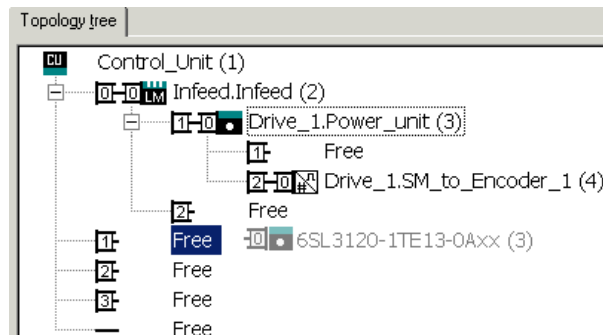 Topology tree
CU Control_Unit (1)
0 0 LM Infeed.Infeed (2)
1 0 Drive_1.Power_unit (3)
1 Free
2 0 # Drive_1.SM_to_Encoder_1 (4)
2 Free
1 Free 0 6SL3120-1TE13-0Axx (3)
2 Free
3 Free
Free